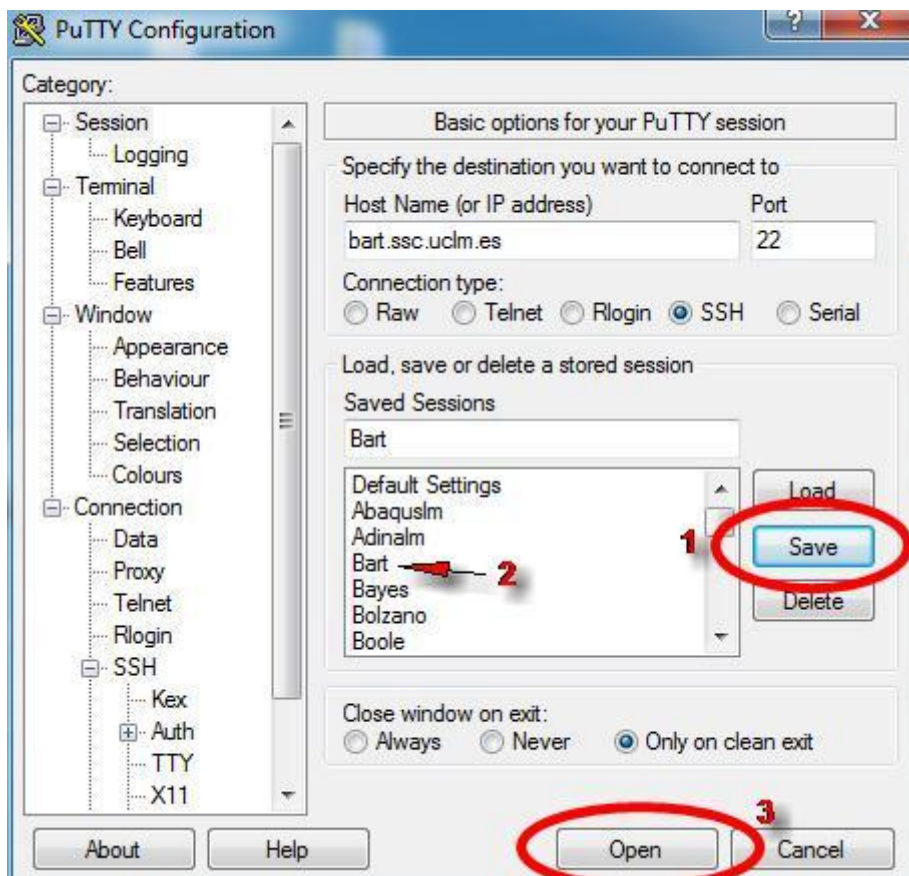 PuTTY Configuration
?
X
Category:
Session
Logging
Terminal
Keyboard
Bell
Features
Window
Appearance
Behaviour
Translation
Selection
Colours
Connection
Data
Proxy
Telnet
Rlogin
SSH
Kex
Auth
TTY
X11
Basic options for your PuTTY session
Specify the destination you want to connect to
Host Name (or IP address) Port
bart.ssc.uclm.es 22
Connection type:
Raw Telnet Rlogin SSH Serial
Load, save or delete a stored session
Saved Sessions
Bart
Default Settings
Abaquslm
Adinalm
Bart
Bayes
Bolzano
Boole
Load
1 Save
2
Delete
Close window on exit:
Always Never Only on clean exit
3
About Help Open Cancel